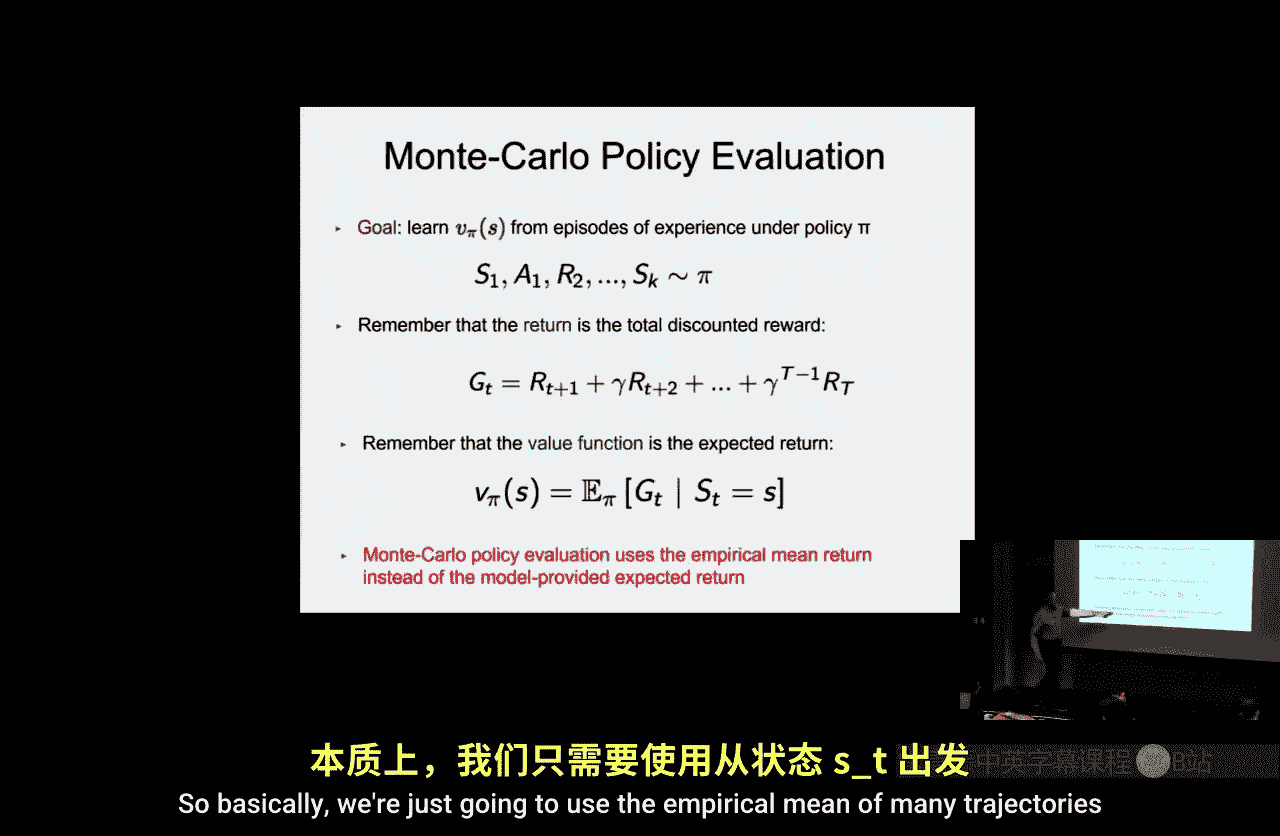 Monte-Carlo Policy Evaluation
▸ Goal: learn vπ(s) from episodes of experience under policy π
S₁, A₁, R₂, ..., Sₖ ∼ π
▸ Remember that the return is the total discounted reward:
Gₜ = Rₜ₊₁ + γRₜ₊₂ + ... + γᵀ⁻¹R_T
▸ Remember that the value function is the expected return:
vπ(s) = 𝔼π [Gₜ | Sₜ = s]
▸ Monte-Carlo policy evaluation uses the empirical mean return
instead of the model-provided expected return
本质上，我们只需要使用从状态 s_t 出发
中英字幕课程 B站
So basically, we're just going to use the empirical mean of many trajectories